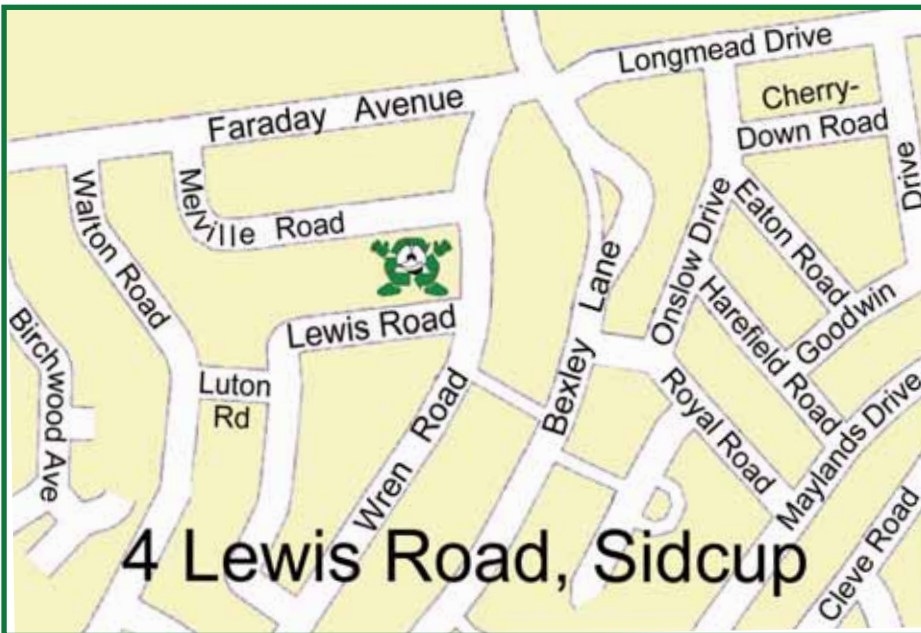 Longmead Drive
Faraday Avenue
Cherry-
Down Road
Drive
Walton Road
Melville Road
Eaton Road
Onslow Drive
Bexley Lane
Harefield Road
Goodwin
Birchwood Ave
Lewis Road
Luton
Rd
Wren Road
Royal Road
Maylands Drive
Cleve Road
4 Lewis Road, Sidcup